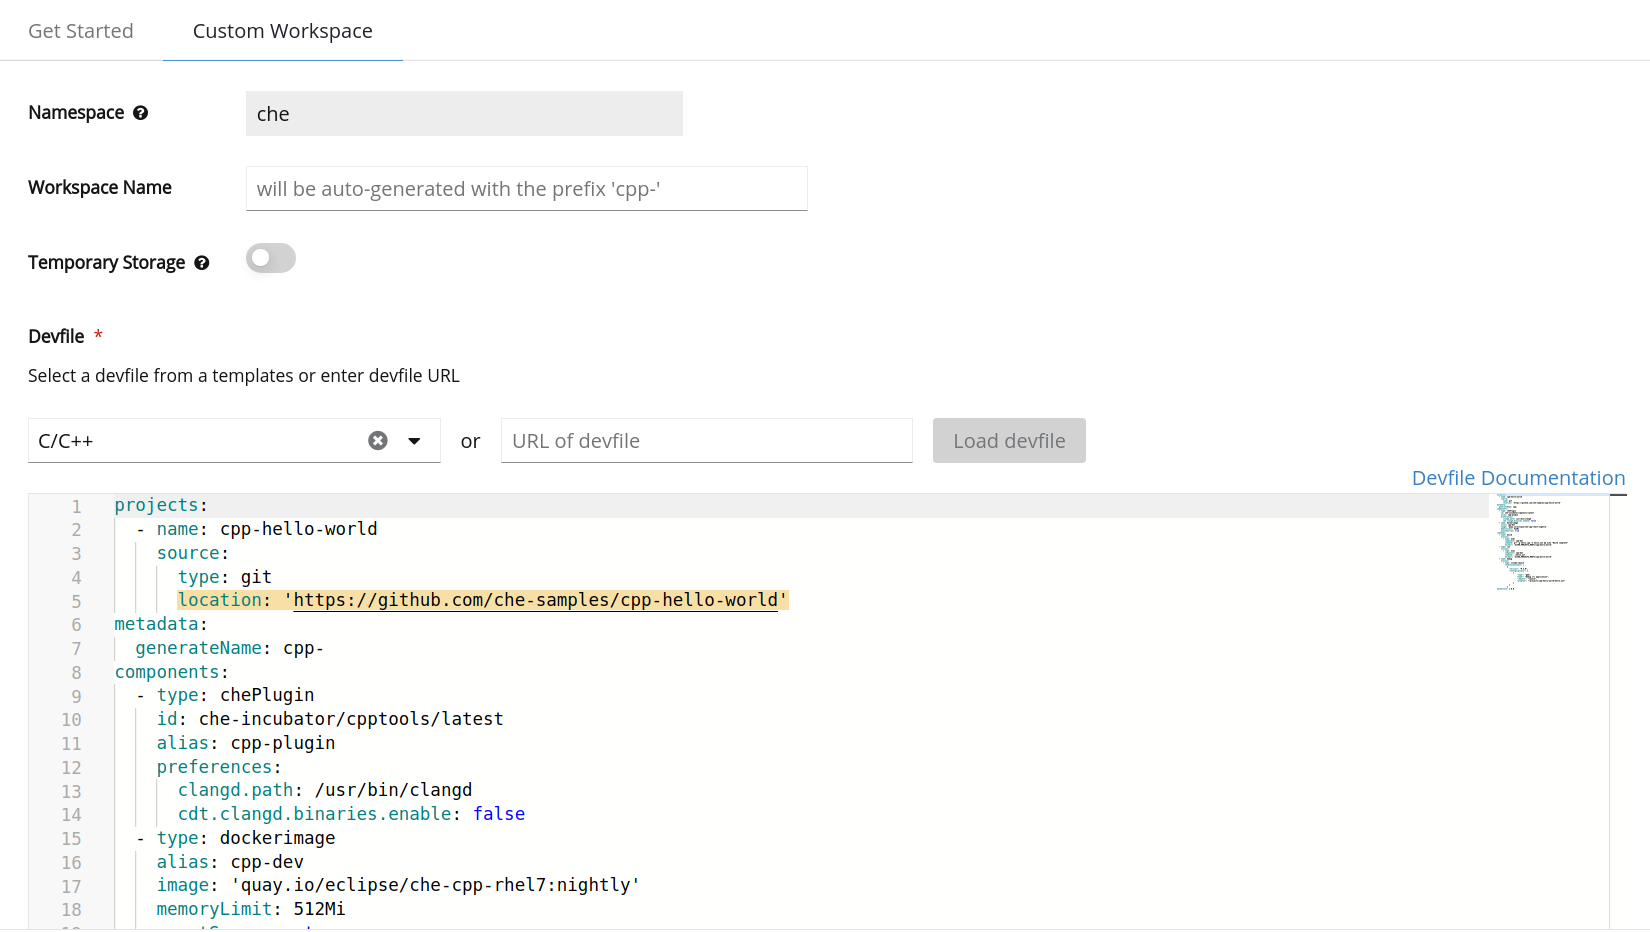 Get Started Custom Workspace
Namespace che
Workspace Name will be auto-generated with the prefix 'cpp-'
Temporary Storage
Devfile *
Select a devfile from a templates or enter devfile URL
C/C++ or URL of devfile Load devfile
Devfile Documentation
1 projects:
2 - name: cpp-hello-world
3 source:
4 type: git
5 location: 'https://github.com/che-samples/cpp-hello-world'
6 metadata:
7 generateName: cpp-
8 components:
9 - type: chePlugin
10 id: che-incubator/cpptools/latest
11 alias: cpp-plugin
12 preferences:
13 clangd.path: /usr/bin/clangd
14 cdt.clangd.binaries.enable: false
15 - type: dockerimage
16 alias: cpp-dev
17 image: 'quay.io/eclipse/che-cpp-rhel7:nightly'
18 memoryLimit: 512Mi